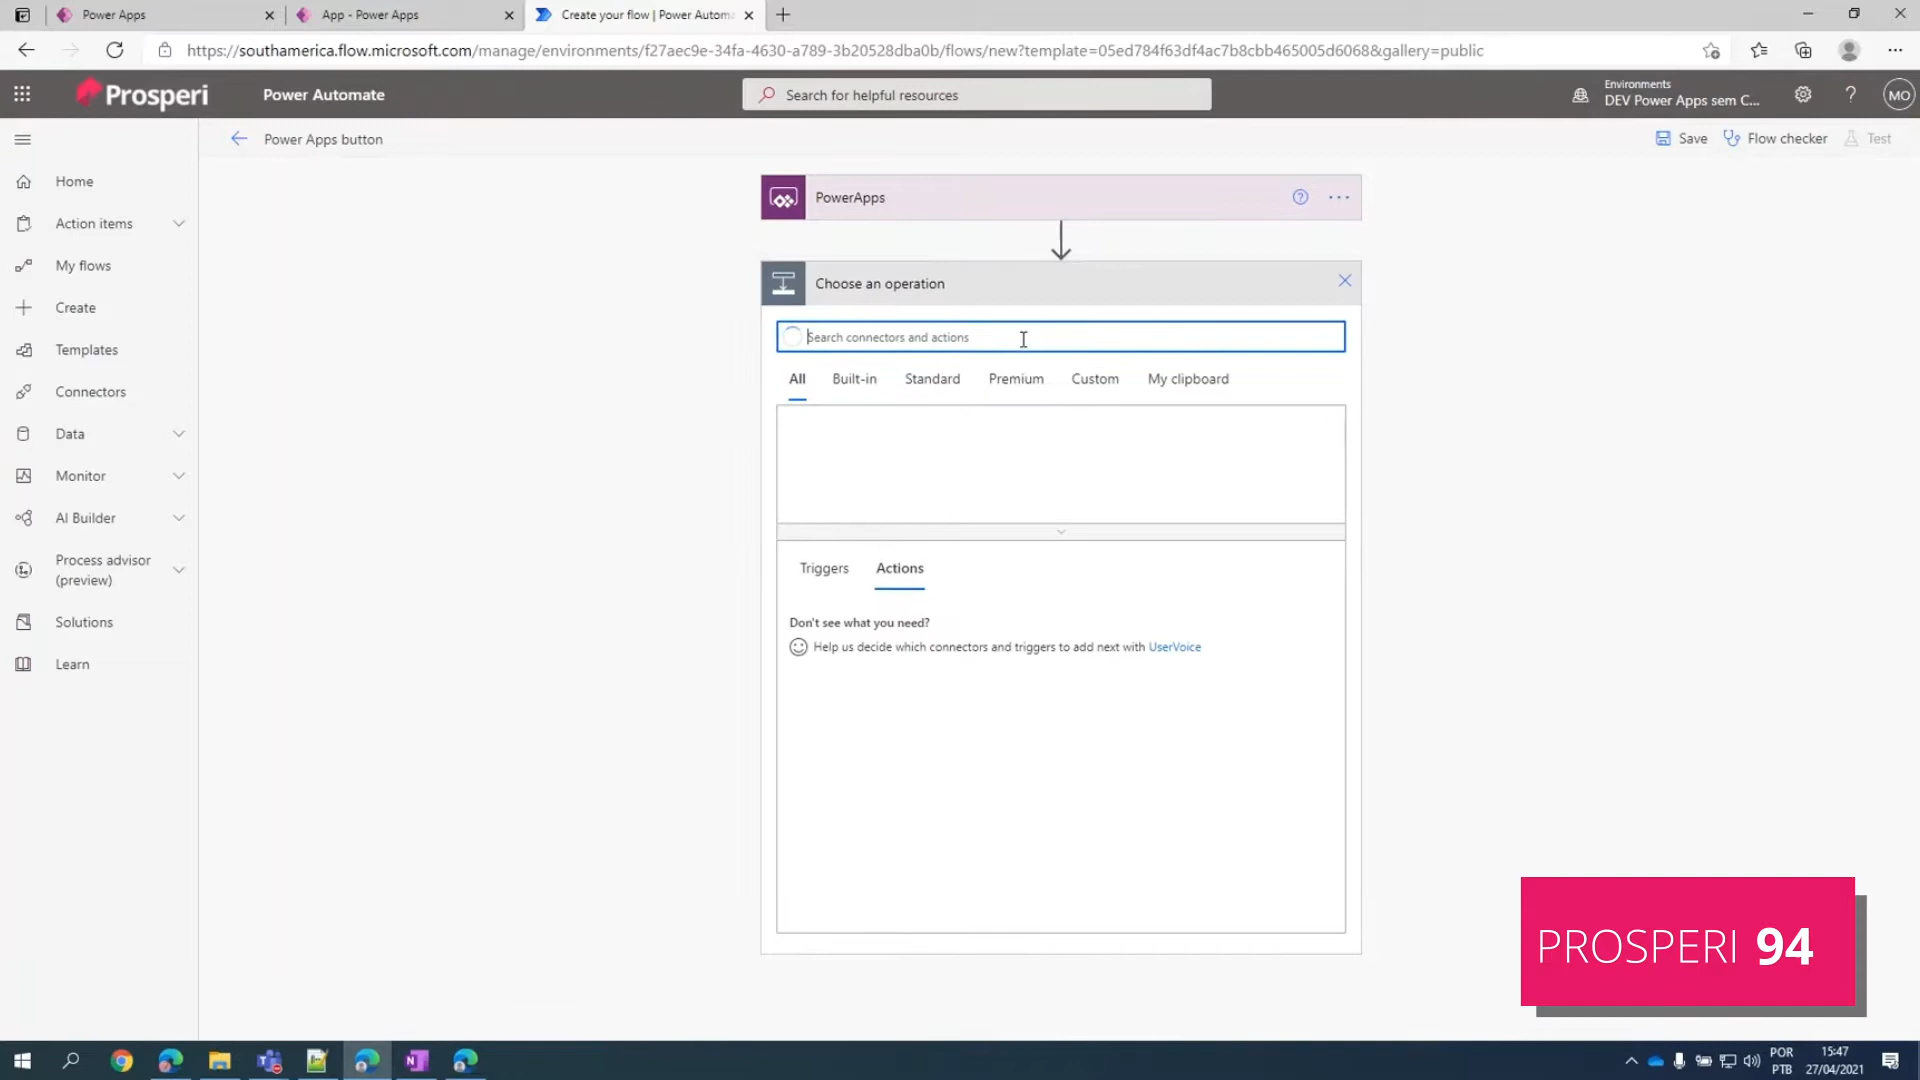 Power Apps
App - Power Apps
Create your flow | Power Automa
https://southamerica.flow.microsoft.com/manage/environments/f27aec9e-34fa-4630-a789-3b20528dba0b/flows/new?template=05ed784f63df4ac7b8cbb465005d6068&gallery=public
Prosperi
Power Automate
Search for helpful resources
Environments
DEV Power Apps sem C...
MO
Power Apps button
Save
Flow checker
Test
Home
Action items
My flows
Create
Templates
Connectors
Data
Monitor
AI Builder
Process advisor
(preview)
Solutions
Learn
PowerApps
Choose an operation
Search connectors and actions
All
Built-in
Standard
Premium
Custom
My clipboard
Triggers
Actions
Don't see what you need?
Help us decide which connectors and triggers to add next with UserVoice
PROSPERI 94
POR
PTB
15:47
27/04/2021